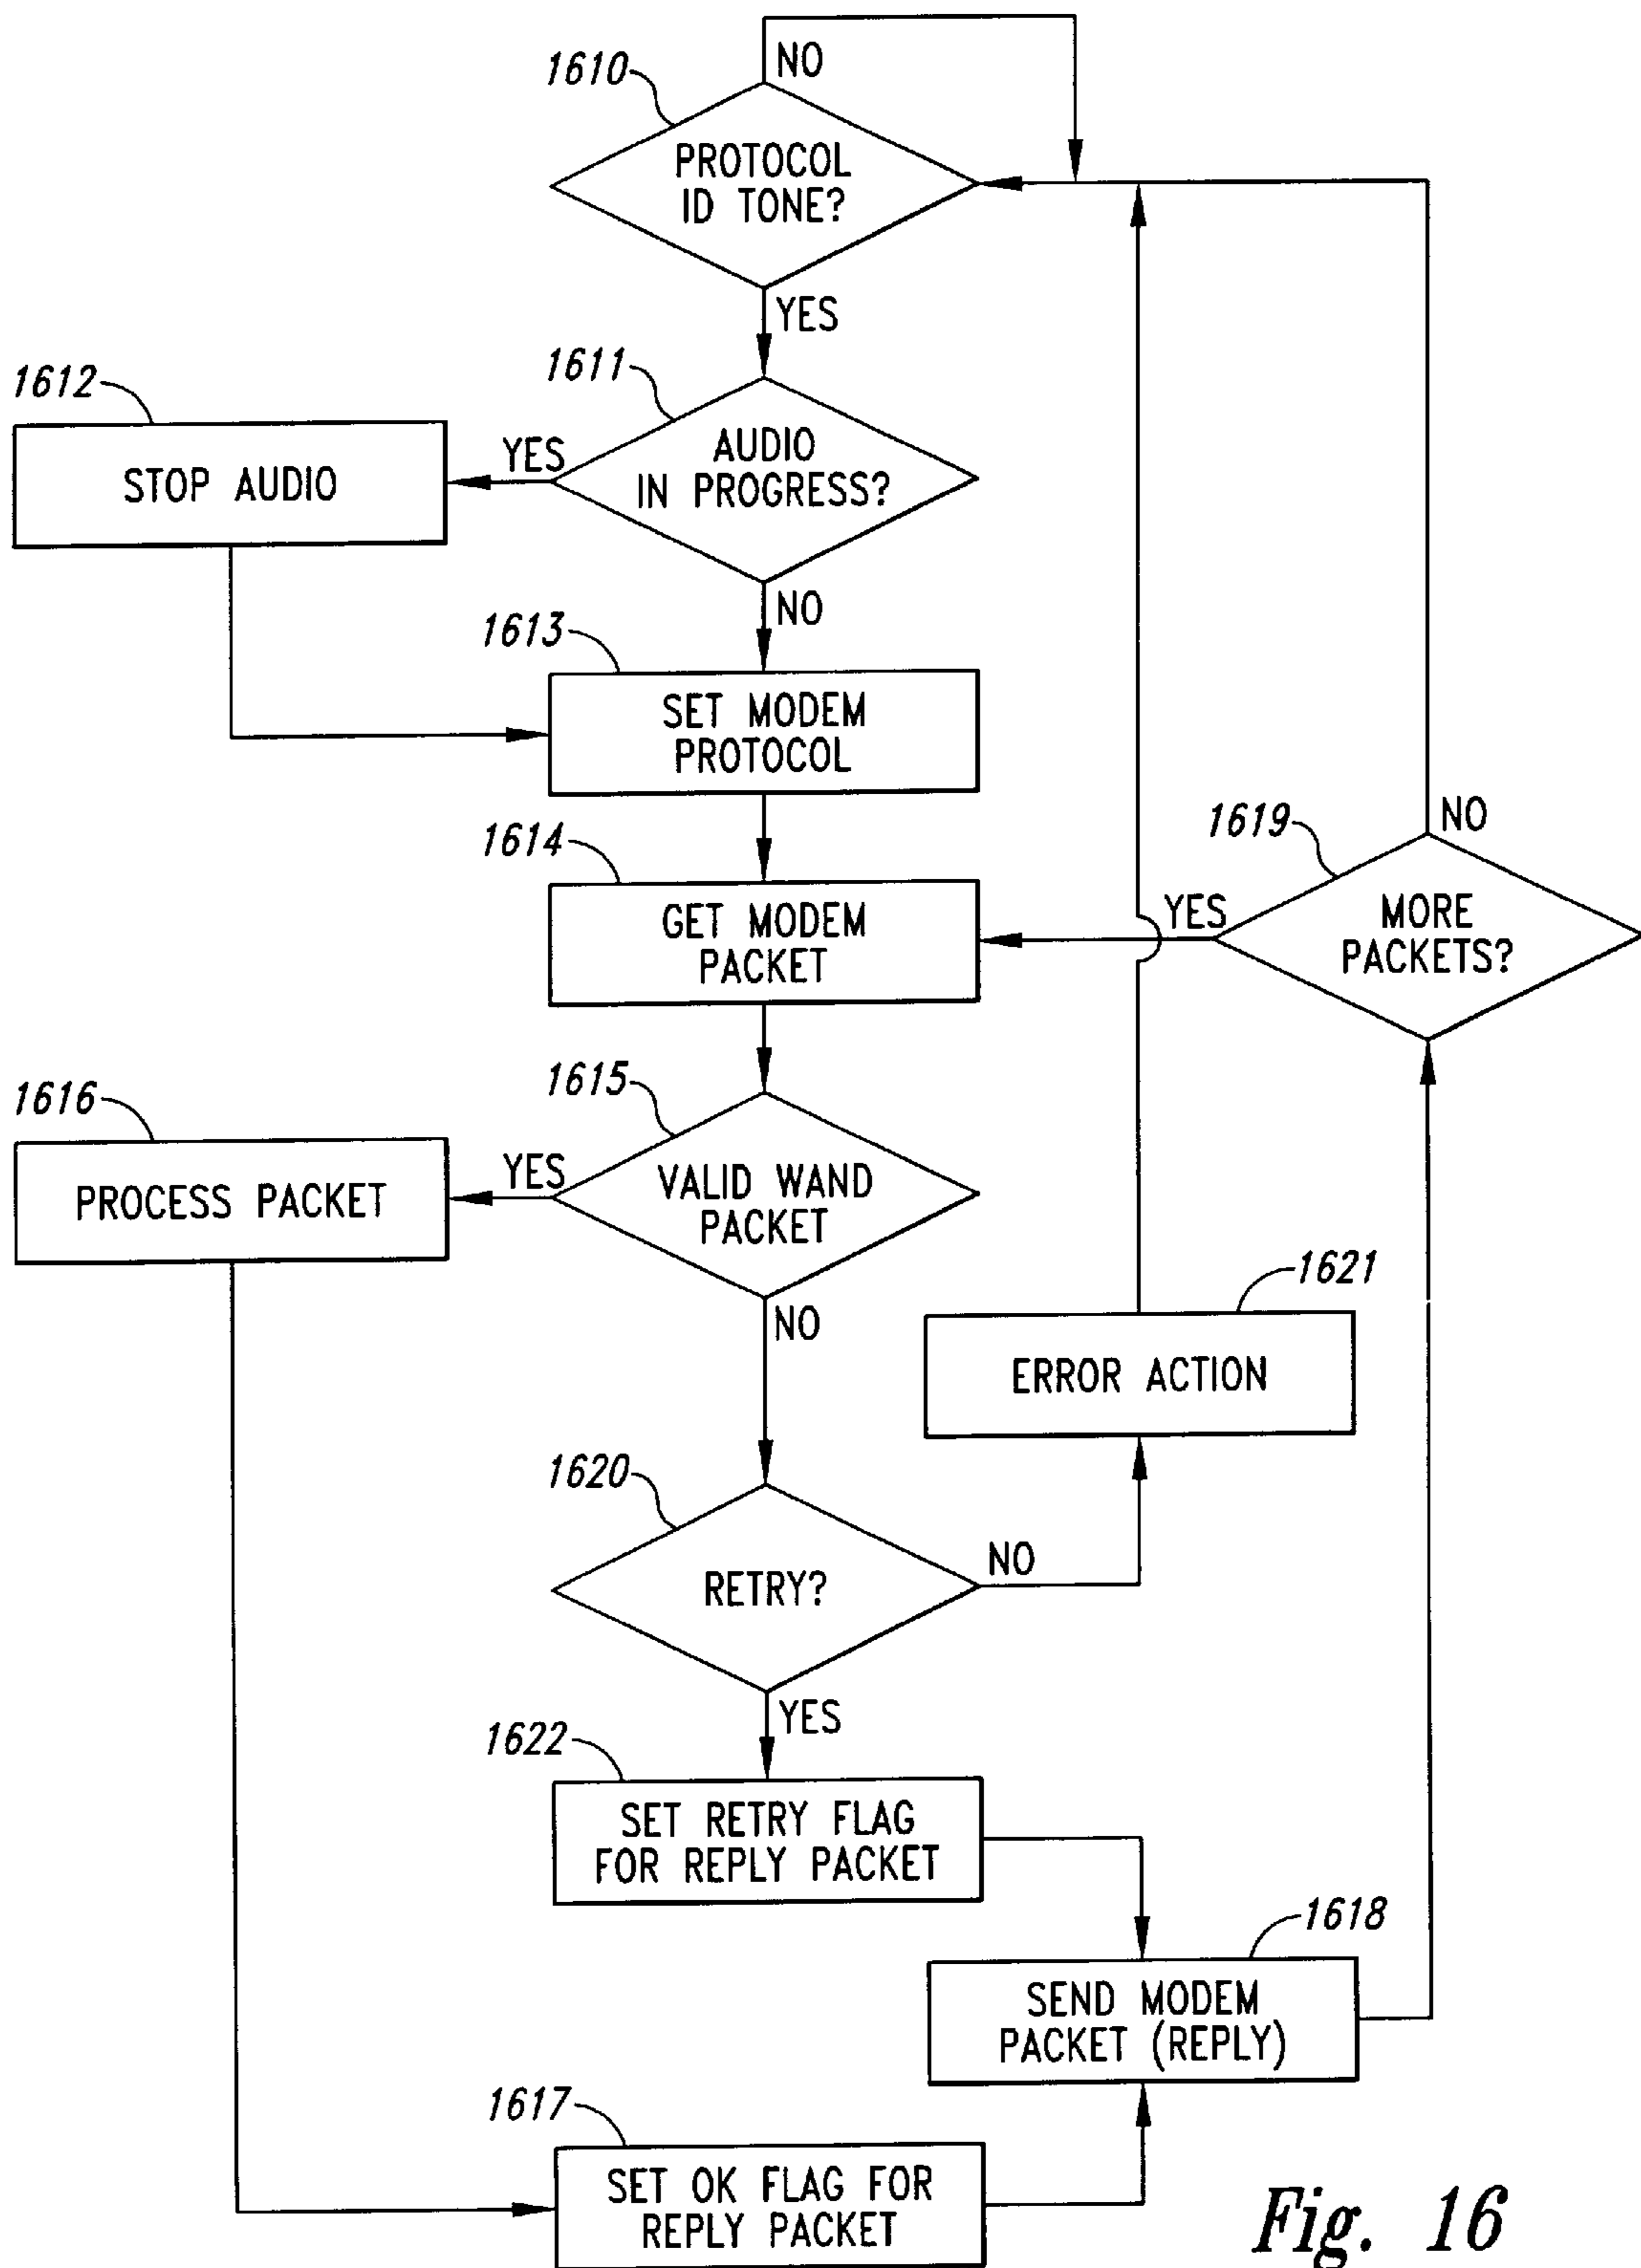 NO
1610
PROTOCOL
ID TONE?
YES
1611
1612
AUDIO
IN PROGRESS?
YES
STOP AUDIO
NO
1613
SET MODEM
PROTOCOL
1619
NO
1614
YES
MORE
PACKETS?
GET MODEM
PACKET
1615
1616
YES
VALID WAND
PACKET
PROCESS PACKET
1621
NO
ERROR ACTION
1620
NO
RETRY?
YES
1622
SET RETRY FLAG
FOR REPLY PACKET
1618
SEND MODEM
PACKET (REPLY)
1617
SET OK FLAG FOR
REPLY PACKET
Fig. 16